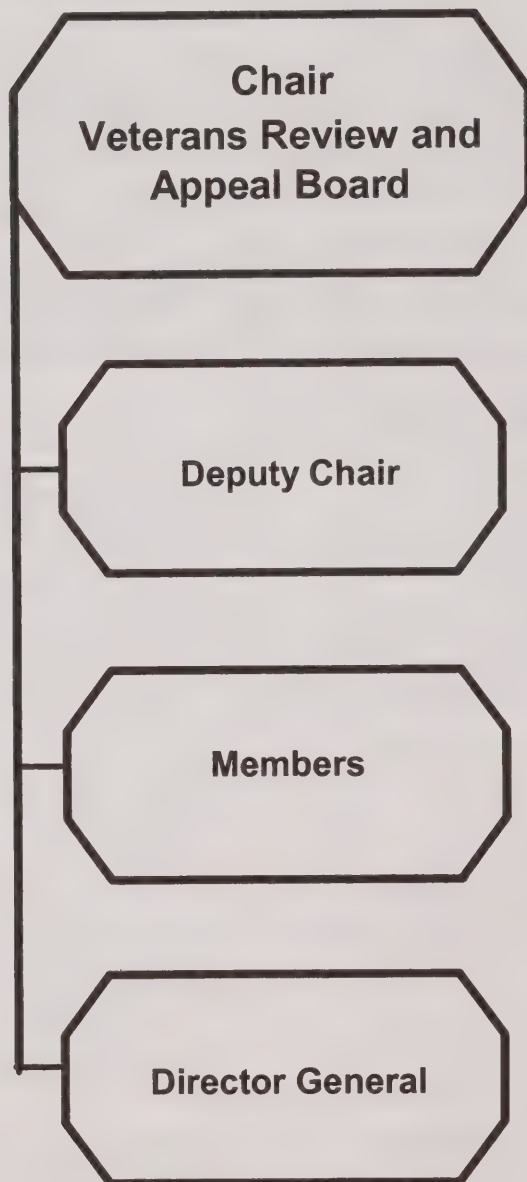 Chair
Veterans Review and
Appeal Board
Deputy Chair
Members
Director General